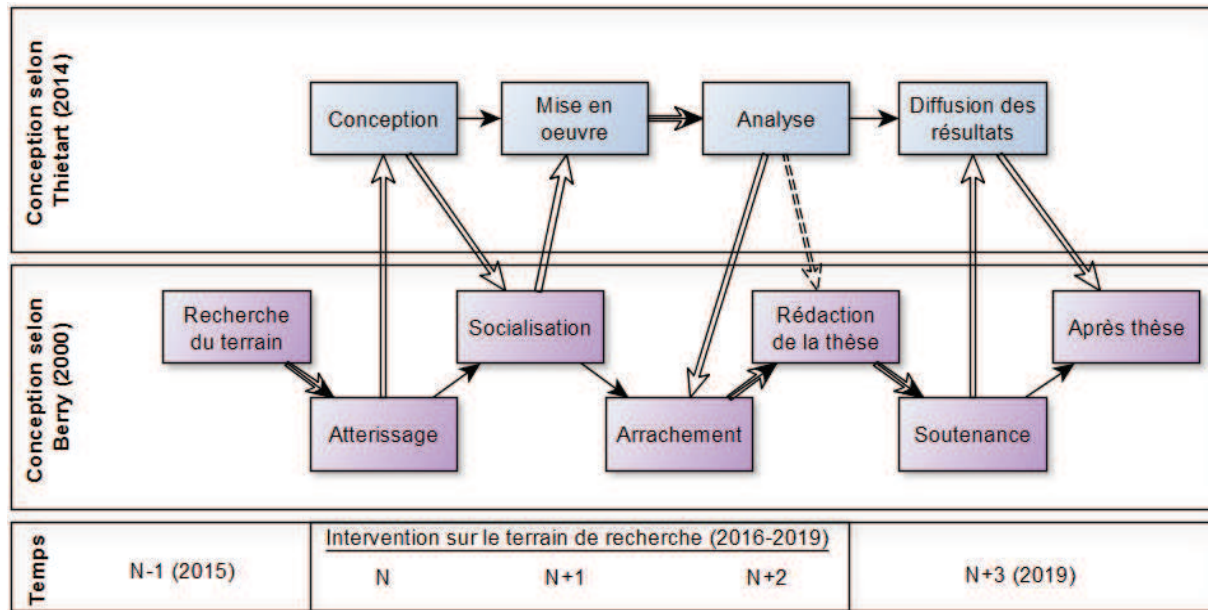 Conception selon
Thietart (2014)
Conception
Mise en
oeuvre
Analyse
Diffusion des
résultats
Conception selon
Berry (2000)
Recherche
du terrain
Socialisation
Rédaction
de la thèse
Après thèse
Atterissage
Arrachement
Soutenance
Temps
N-1 (2015)
Intervention sur le terrain de recherche (2016-2019)
N
N+1
N+2
N+3 (2019)